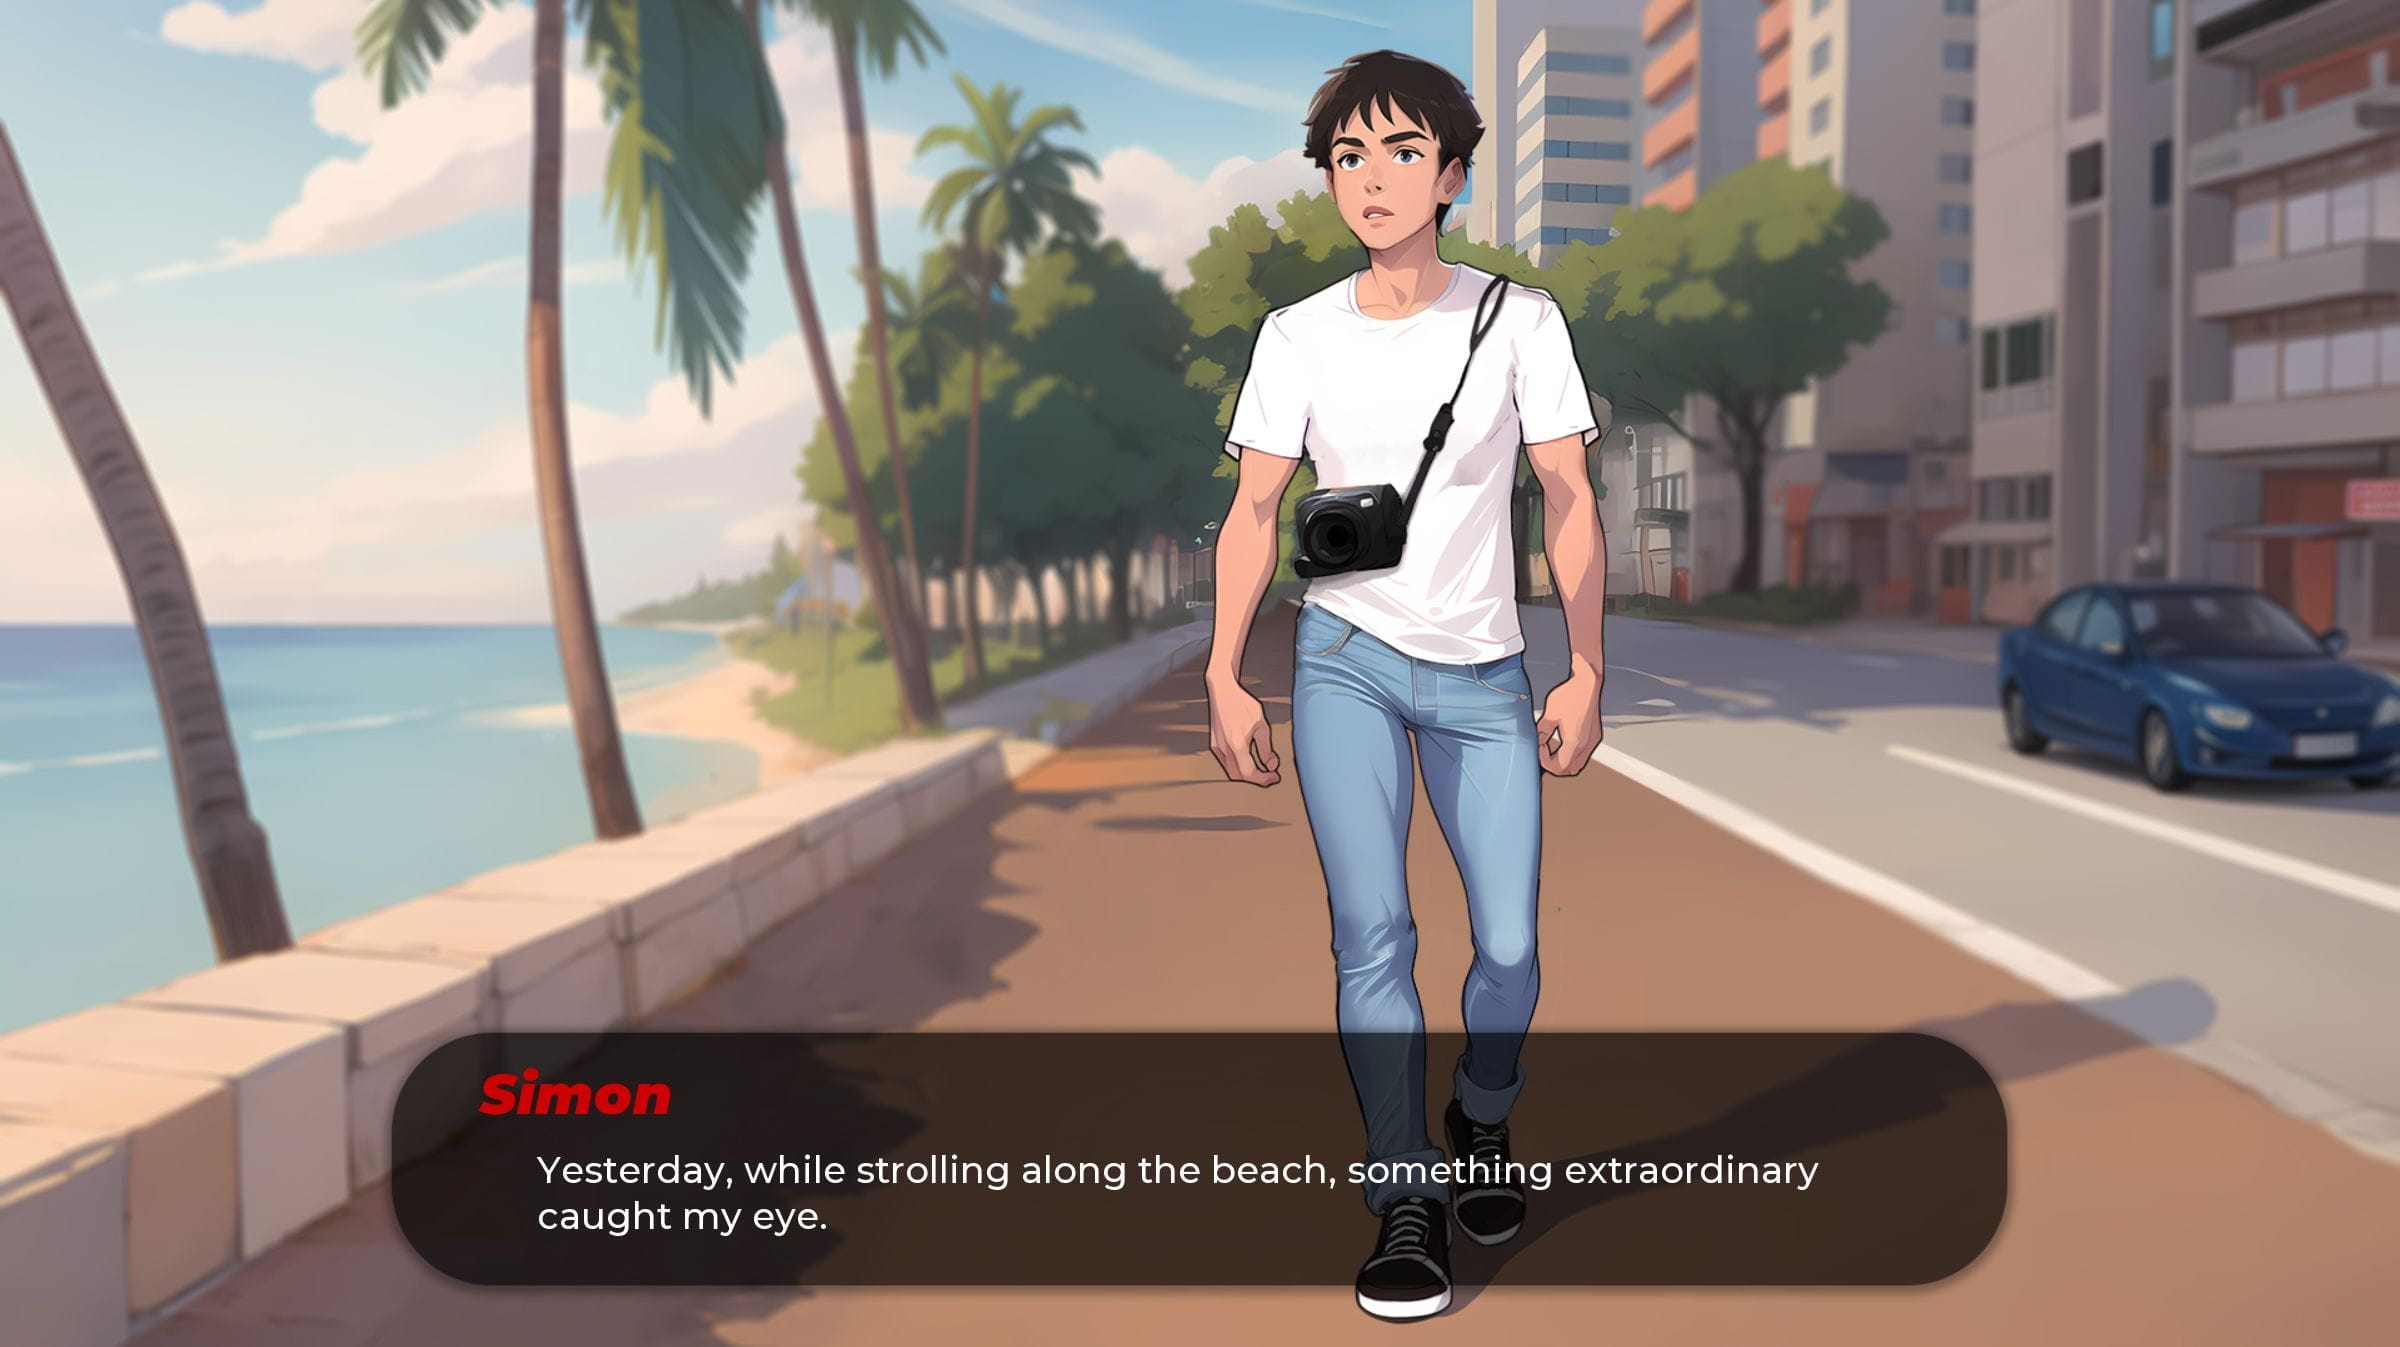 Simon
Yesterday, while strolling along the beach, something extraordinary
caught my eye.